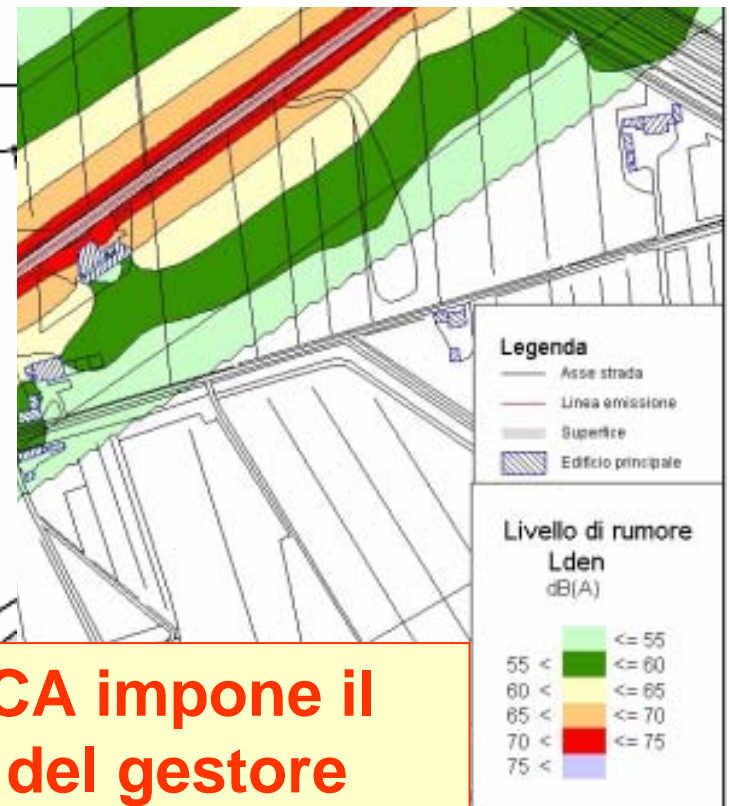 Legenda
Asse strada
Linea emissione
Superfice
Edificio principale
Livello di rumore
Lden
dB(A)
<= 55
55 < <= 60
60 < <= 65
65 < <= 70
70 < <= 75
75 <
CA impone il
del gestore